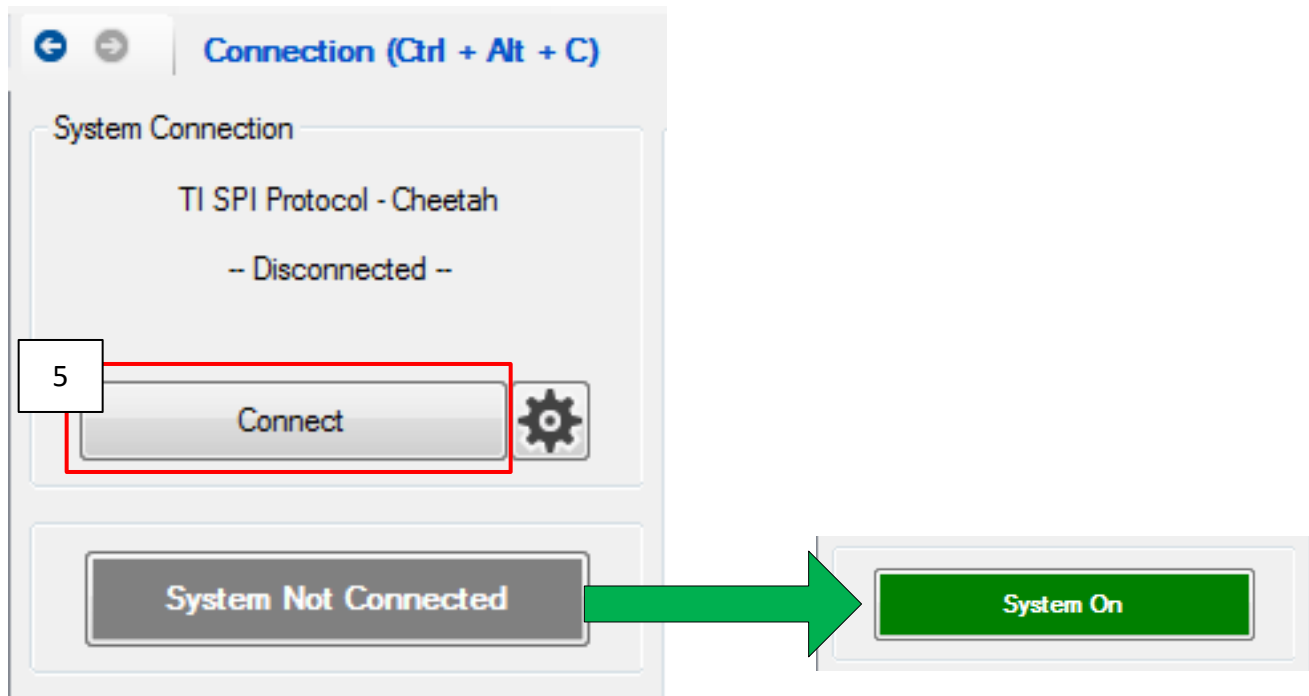 Connection (Ctrl + Alt + C)
System Connection
TI SPI Protocol - Cheetah
-- Disconnected --
5
Connect
System Not Connected
System On